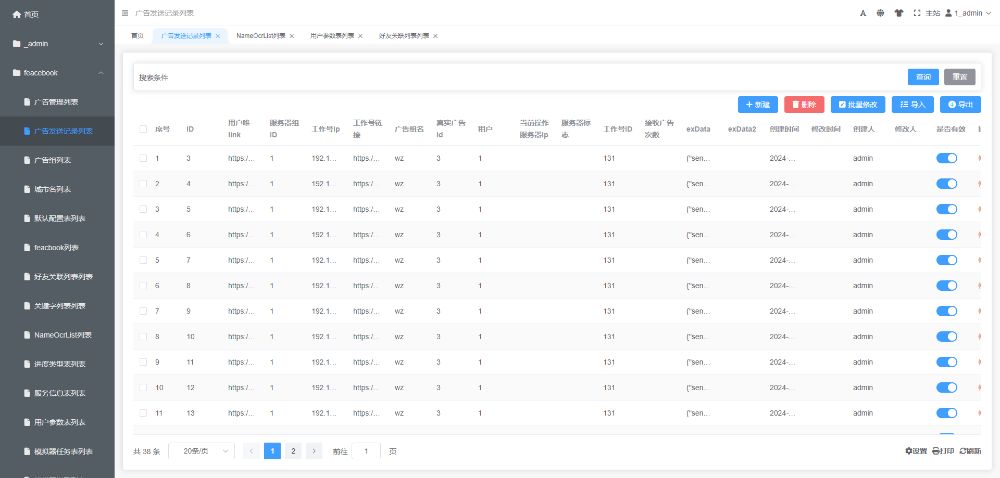 首页
_admin
feacebook
广告管理列表
广告发送记录列表
广告组列表
城市名列表
默认配置表列表
feacbook列表
好友关联列表列表
关键字列表列表
NameOcrList列表
进度类型表列表
服务信息表列表
用户参数表列表
模拟器任务表列表
广告发送记录列表
主站 1_admin
首页 广告发送记录列表 NameOcrList列表 用户参数表列表 好友关联列表列表
搜索条件 查询 重置
新建 删除 批量修改 导入 导出
序号 ID 用户唯一link 服务器组ID 工作号Ip 工作号链接 广告组名 真实广告id 租户 当前操作服务器ip 服务器标志 工作号ID 接收广告次数 exData exData2 创建时间 修改时间 创建人 修改人 是否有效
1 3 https:/... 1 192.1... https:/... wz 3 1 131 {"sen... 2024-... admin
2 4 https:/... 1 192.1... https:/... wz 3 1 131 {"sen... 2024-... admin
3 5 https:/... 1 192.1... https:/... wz 3 1 131 {"sen... 2024-... admin
4 6 https:/... 1 192.1... https:/... wz 3 1 131 {"sen... 2024-... admin
5 7 https:/... 1 192.1... https:/... wz 3 1 131 {"sen... 2024-... admin
6 8 https:/... 1 192.1... https:/... wz 3 1 131 {"sen... 2024-... admin
7 9 https:/... 1 192.1... https:/... wz 3 1 131 {"sen... 2024-... admin
8 10 https:/... 1 192.1... https:/... wz 3 1 131 {"sen... 2024-... admin
9 11 https:/... 1 192.1... https:/... wz 3 1 131 {"sen... 2024-... admin
10 12 https:/... 1 192.1... https:/... wz 3 1 131 {"sen... 2024-... admin
11 13 https:/... 1 192.1... https:/... wz 3 1 131 {"sen... 2024-... admin
共 38 条 20条/页 1 2 前往 1 页 设置 打印 刷新